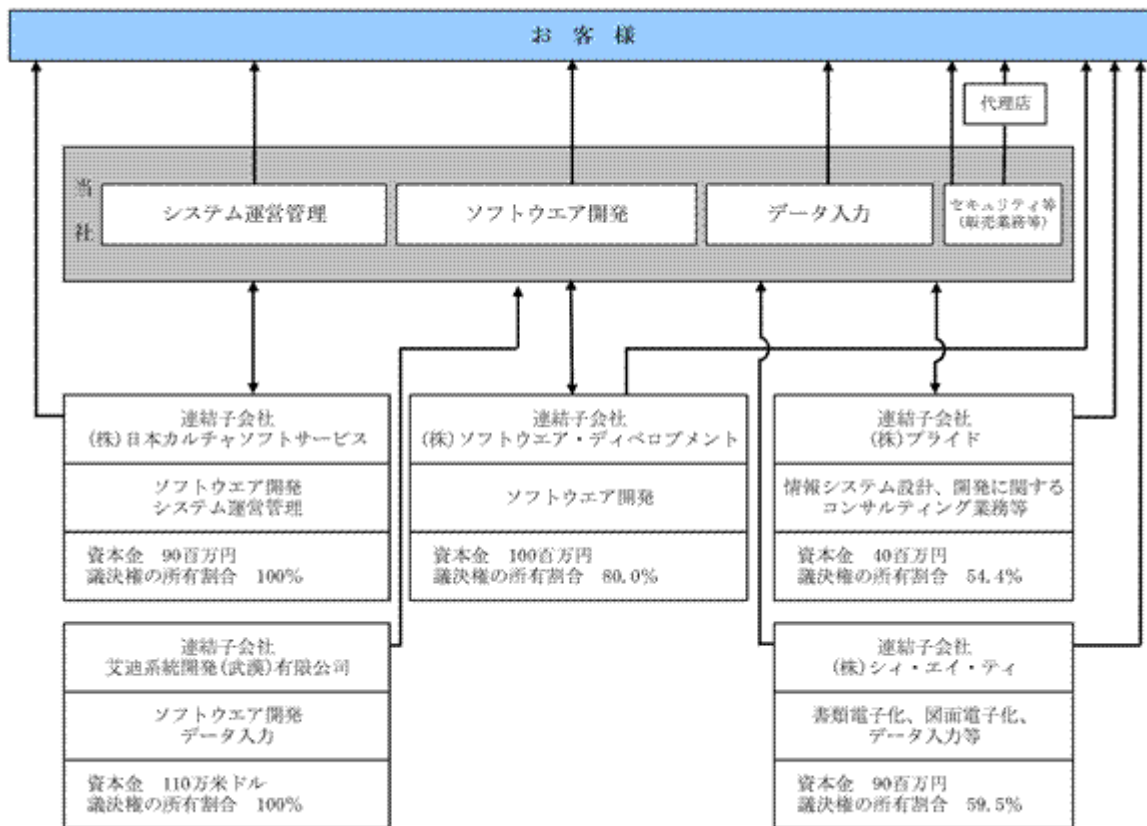 お 客 様
代理店
当
社
システム運営管理
ソフトウエア開発
データ入力
セキュリティ等
(販売業務等)
連結子会社
(株)日本カルチャソフトサービス
ソフトウエア開発
システム運営管理
資本金 90百万円
議決権の所有割合 100%
連結子会社
(株)ソフトウエア・ディベロプメント
ソフトウエア開発
資本金 100百万円
議決権の所有割合 80.0%
連結子会社
(株)プライド
情報システム設計、開発に関する
コンサルティング業務等
資本金 40百万円
議決権の所有割合 54.4%
連結子会社
艾迪系統開発(武漢)有限公司
ソフトウエア開発
データ入力
資本金 110万米ドル
議決権の所有割合 100%
連結子会社
(株)シィ・エイ・ティ
書類電子化、図面電子化、
データ入力等
資本金 90百万円
議決権の所有割合 59.5%